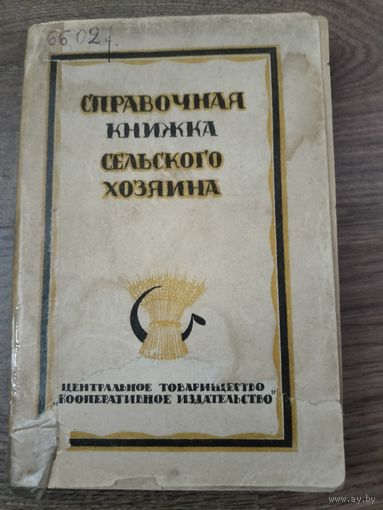 66 02 г.
СПРАВОЧНАЯ
КНИЖКА
СЕЛЬСКОГО
ХОЗЯИНА
ЦЕНТРАЛЬНОЕ ТОВАРИЩЕСТВО
„КООПЕРАТИВНОЕ ИЗДАТЕЛЬСТВО"
www.ay.by